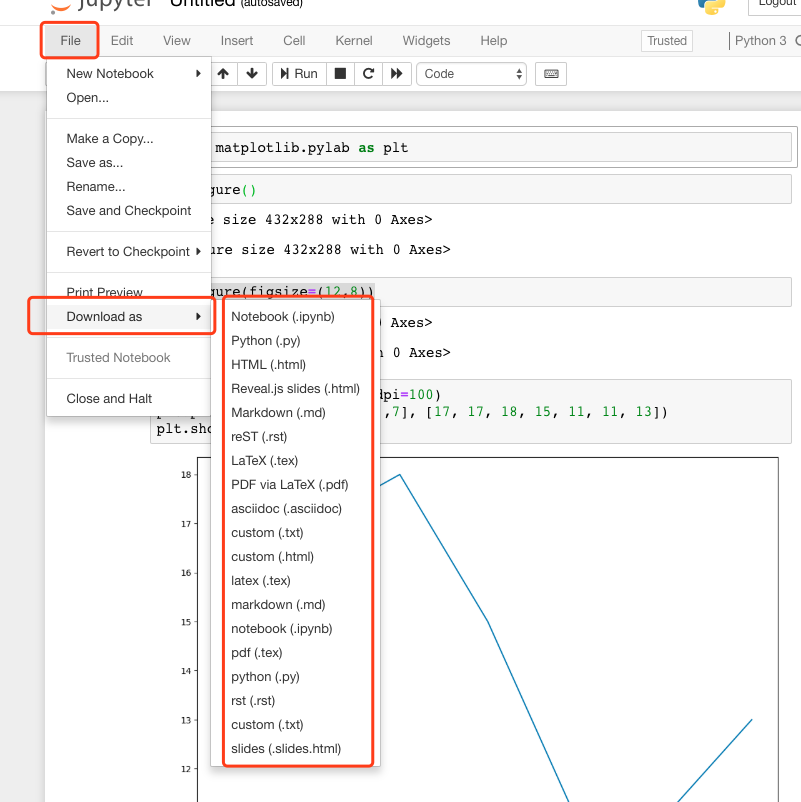 jupyter Untitled (autosaved)
Logout
File Edit View Insert Cell Kernel Widgets Help Trusted Python 3
Run Code
New Notebook
Open...
Make a Copy...
Save as...
Rename...
Save and Checkpoint
Revert to Checkpoint
Print Preview
Download as
Trusted Notebook
Close and Halt
Notebook (.ipynb)
Python (.py)
HTML (.html)
Reveal.js slides (.html)
Markdown (.md)
reST (.rst)
LaTeX (.tex)
PDF via LaTeX (.pdf)
asciidoc (.asciidoc)
custom (.txt)
custom (.html)
latex (.tex)
markdown (.md)
notebook (.ipynb)
pdf (.tex)
python (.py)
rst (.rst)
custom (.txt)
slides (.slides.html)
matplotlib.pylab as plt
gure()
e size 432x288 with 0 Axes>
ure size 432x288 with 0 Axes>
gure(figsize=(12,8))
Axes>
0 Axes>
dpi=100)
,7], [17, 17, 18, 15, 11, 11, 13])
plt.sho
18
17
16
15
14
13
12